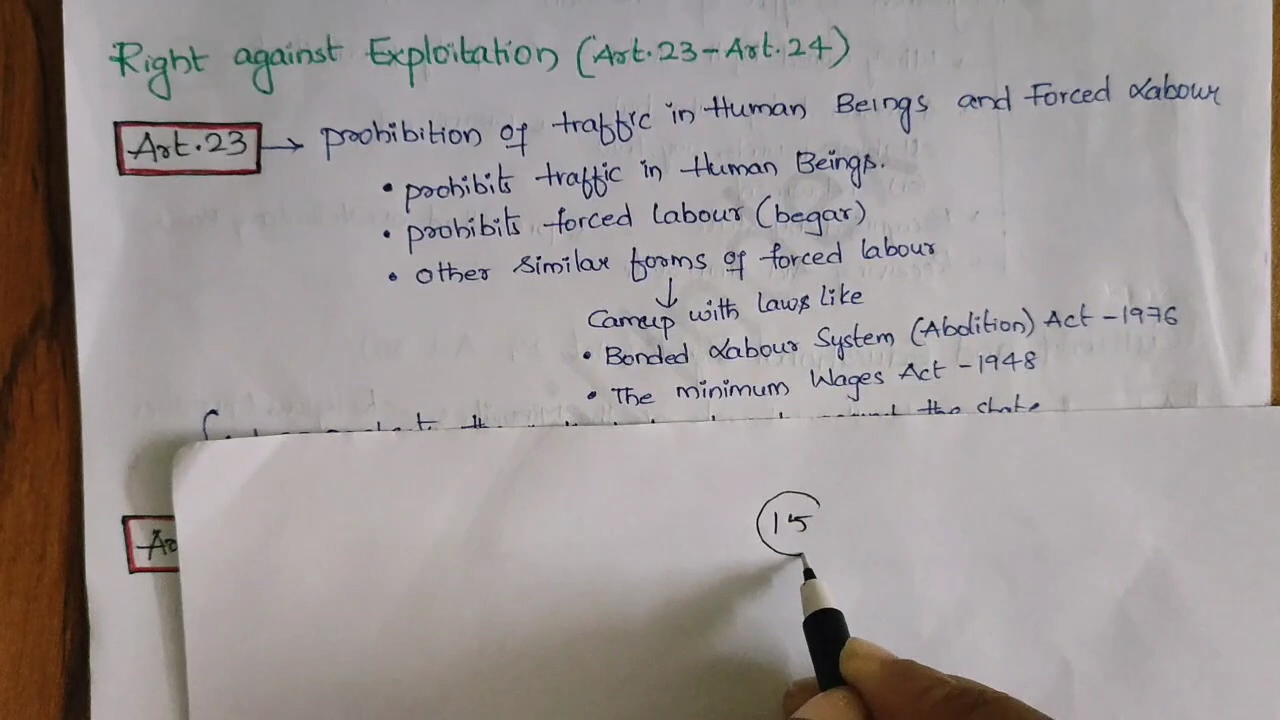 Right against Exploitation (Art.23-Art.24)
Art.23 → prohibition of traffic in Human Beings and Forced Labour
• prohibits traffic in Human Beings.
• prohibits forced labour (begar)
• other similar forms of forced labour
↓
Cameup with laws like
• Bonded Labour System (Abolition) Act - 1976
• The minimum Wages Act - 1948
the state
15